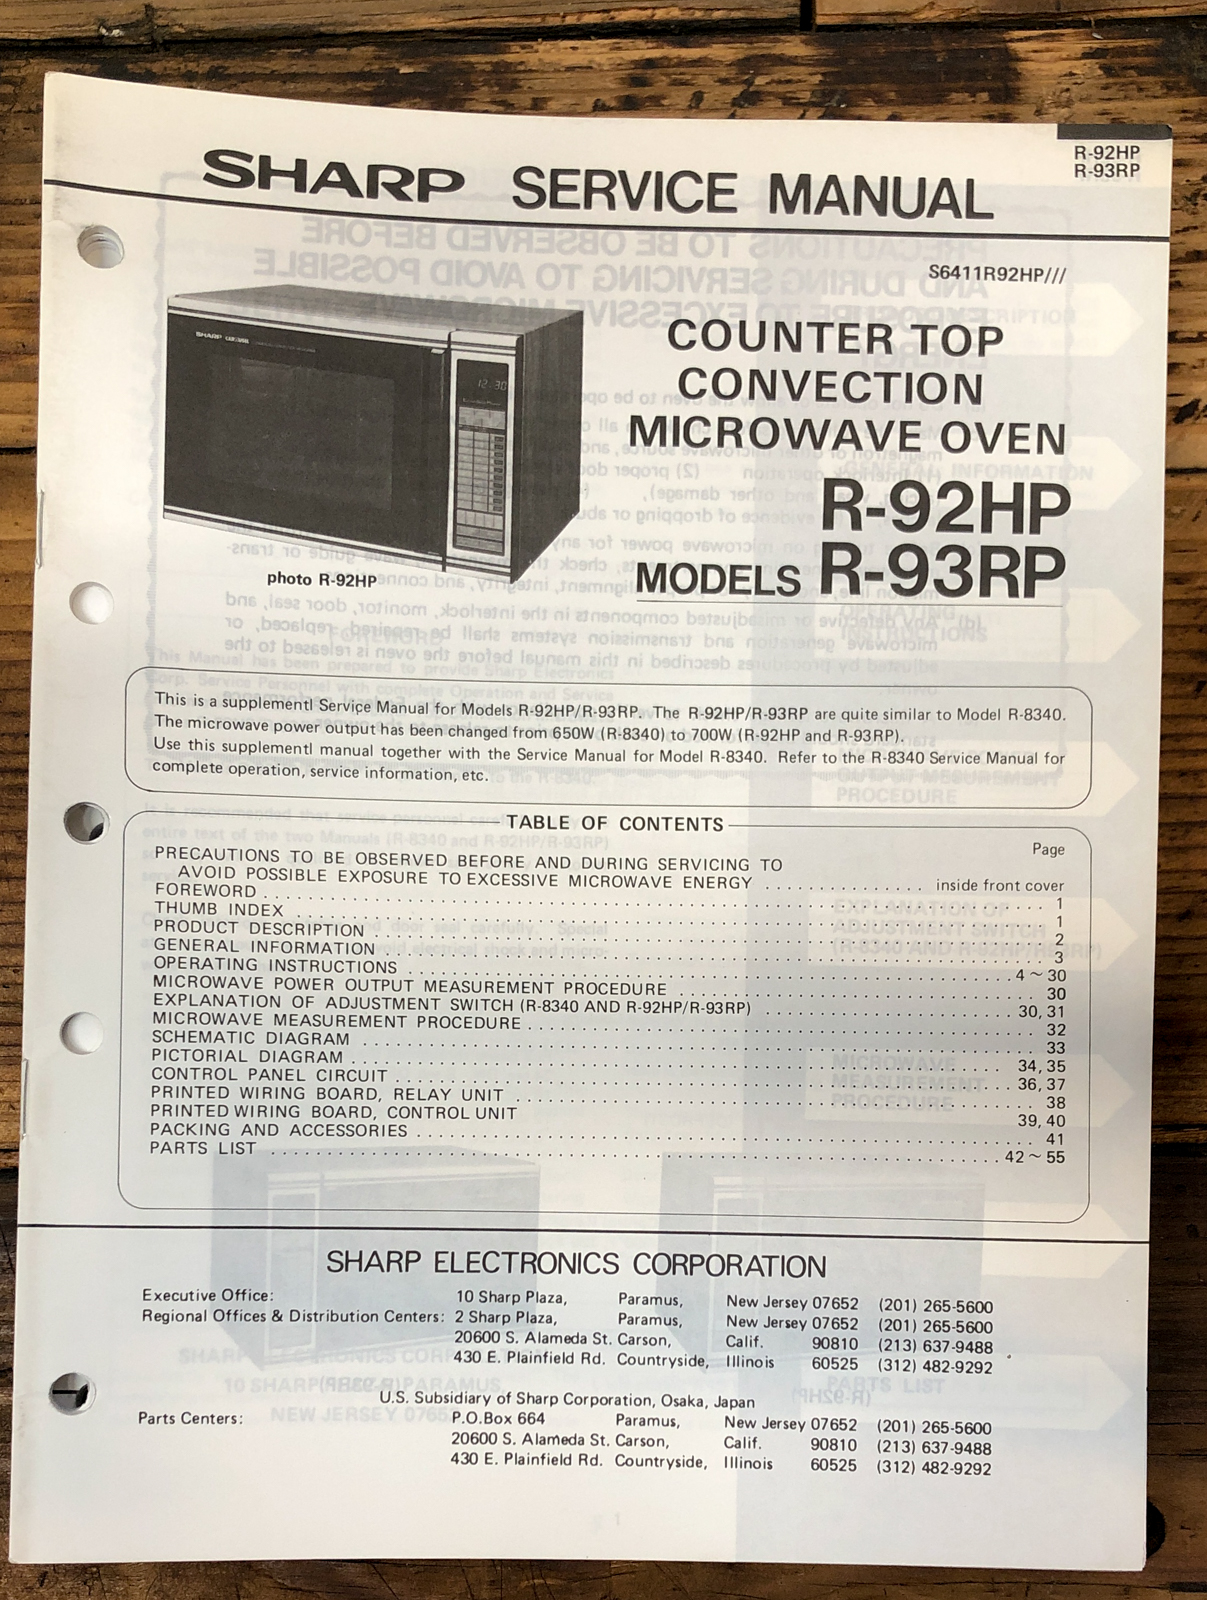 R-92HP
R-93RP
SHARP SERVICE MANUAL
S6411R92HP///
COUNTER TOP
CONVECTION
MICROWAVE OVEN
R-92HP
MODELS R-93RP
SHARP
12:30
photo R-92HP
This is a supplementl Service Manual for Models R-92HP/R-93RP. The R-92HP/R-93RP are quite similar to Model R-8340.
The microwave power output has been changed from 650W (R-8340) to 700W (R-92HP and R-93RP).
Use this supplementl manual together with the Service Manual for Model R-8340. Refer to the R-8340 Service Manual for
complete operation, service information, etc.
TABLE OF CONTENTS
Page
PRECAUTIONS TO BE OBSERVED BEFORE AND DURING SERVICING TO
AVOID POSSIBLE EXPOSURE TO EXCESSIVE MICROWAVE ENERGY . . . . . . . . . . . . . . inside front cover
FOREWORD . . . . . . . . . . . . . . 1
THUMB INDEX . . . . . . . . . . . . . . 1
PRODUCT DESCRIPTION . . . . . . . . . . . . . . 2
GENERAL INFORMATION . . . . . . . . . . . . . . 3
OPERATING INSTRUCTIONS . . . . . . . . . . . . . . 4 ~ 30
MICROWAVE POWER OUTPUT MEASUREMENT PROCEDURE . . . . . . . . . . . . . . 30
EXPLANATION OF ADJUSTMENT SWITCH (R-8340 AND R-92HP/R-93RP) . . . . . . . . . . . . . . 30, 31
MICROWAVE MEASUREMENT PROCEDURE . . . . . . . . . . . . . . 32
SCHEMATIC DIAGRAM . . . . . . . . . . . . . . 33
PICTORIAL DIAGRAM . . . . . . . . . . . . . . 34, 35
CONTROL PANEL CIRCUIT . . . . . . . . . . . . . . 36, 37
PRINTED WIRING BOARD, RELAY UNIT . . . . . . . . . . . . . . 38
PRINTED WIRING BOARD, CONTROL UNIT 39, 40
PACKING AND ACCESSORIES . . . . . . . . . . . . . . 41
PARTS LIST . . . . . . . . . . . . . . 42 ~ 55
SHARP ELECTRONICS CORPORATION
Executive Office: 10 Sharp Plaza, Paramus, New Jersey 07652 (201) 265-5600
Regional Offices & Distribution Centers: 2 Sharp Plaza, Paramus, New Jersey 07652 (201) 265-5600
20600 S. Alameda St. Carson, Calif. 90810 (213) 637-9488
430 E. Plainfield Rd. Countryside, Illinois 60525 (312) 482-9292
U.S. Subsidiary of Sharp Corporation, Osaka, Japan
Parts Centers: P.O.Box 664 Paramus, New Jersey 07652 (201) 265-5600
20600 S. Alameda St. Carson, Calif. 90810 (213) 637-9488
430 E. Plainfield Rd. Countryside, Illinois 60525 (312) 482-9292